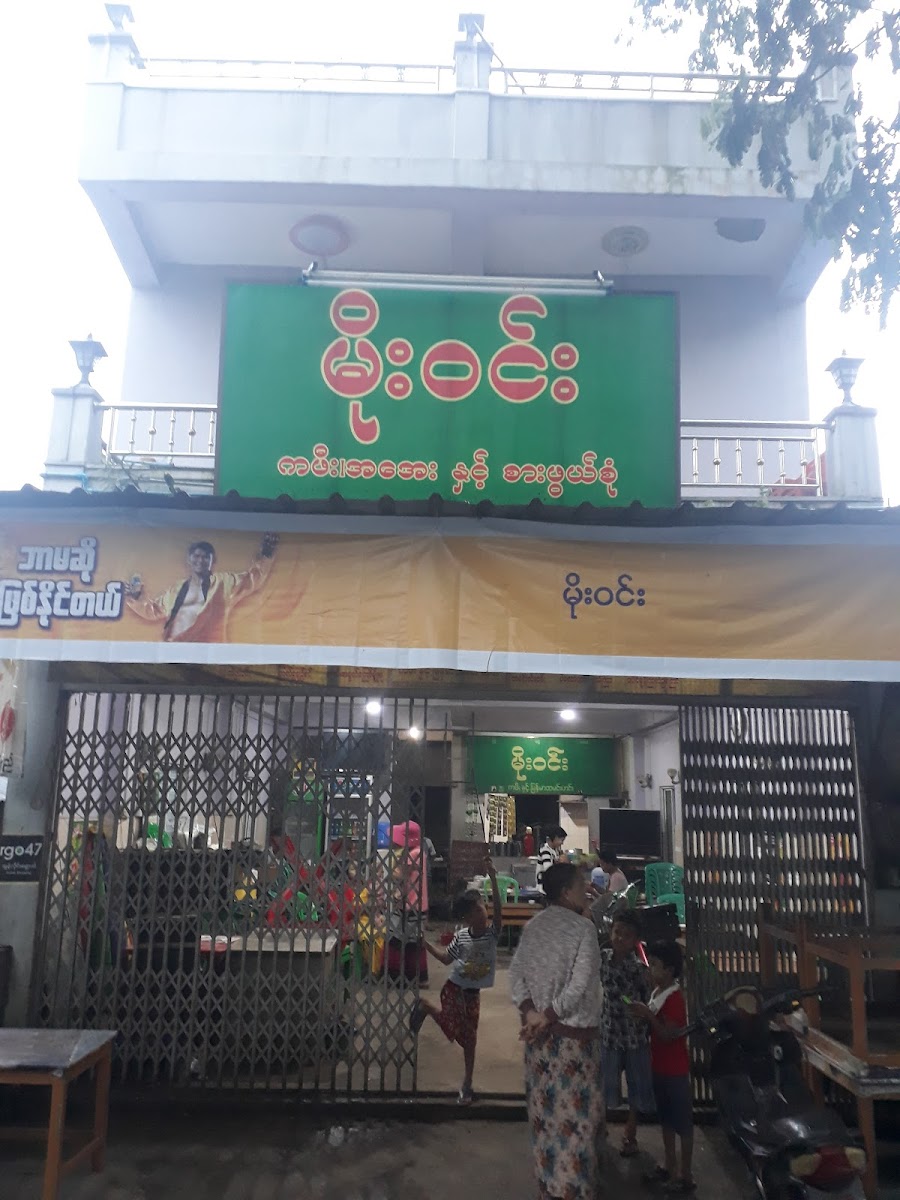 မိုးဝင်း
ကဖီး၊အအေး နှင့် စားဖွယ်စုံ
ဘာမဆို
ဖြစ်နိုင်တယ်
မိုးဝင်း
မိုးဝင်း
rgo47